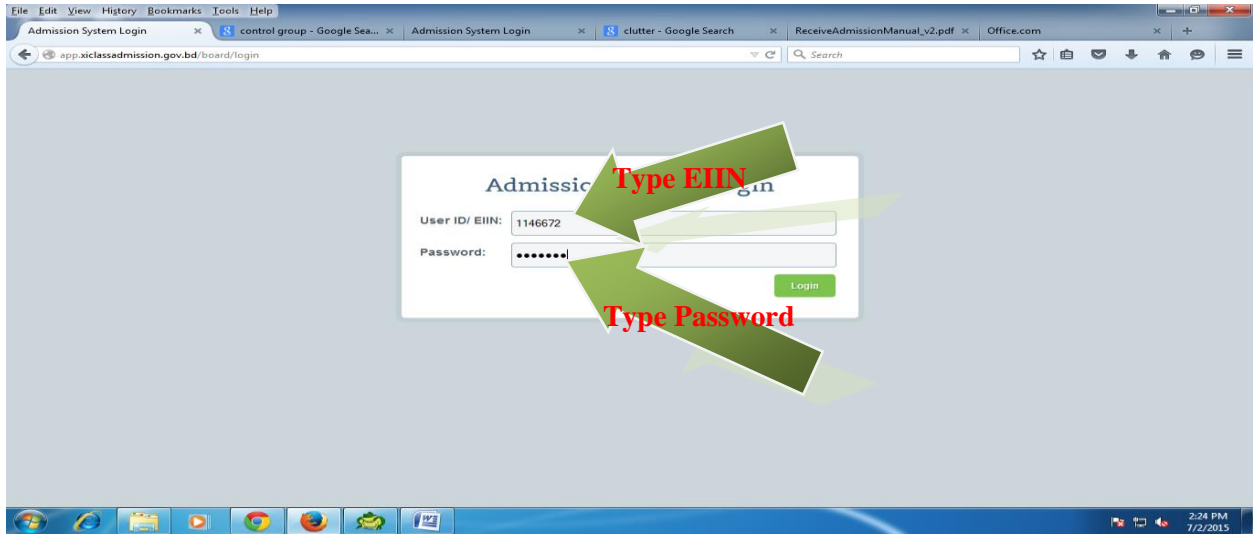 File Edit View History Bookmarks Tools Help
Admission System Login × control group - Google Sea... × Admission System Login × clutter - Google Search × ReceiveAdmissionManual_v2.pdf × Office.com × +
app.xiclassadmission.gov.bd/board/login Search
Type EIIN
User ID/ EIIN: 1146672
Password: •••••••
Login
Type Password
2:24 PM
7/2/2015